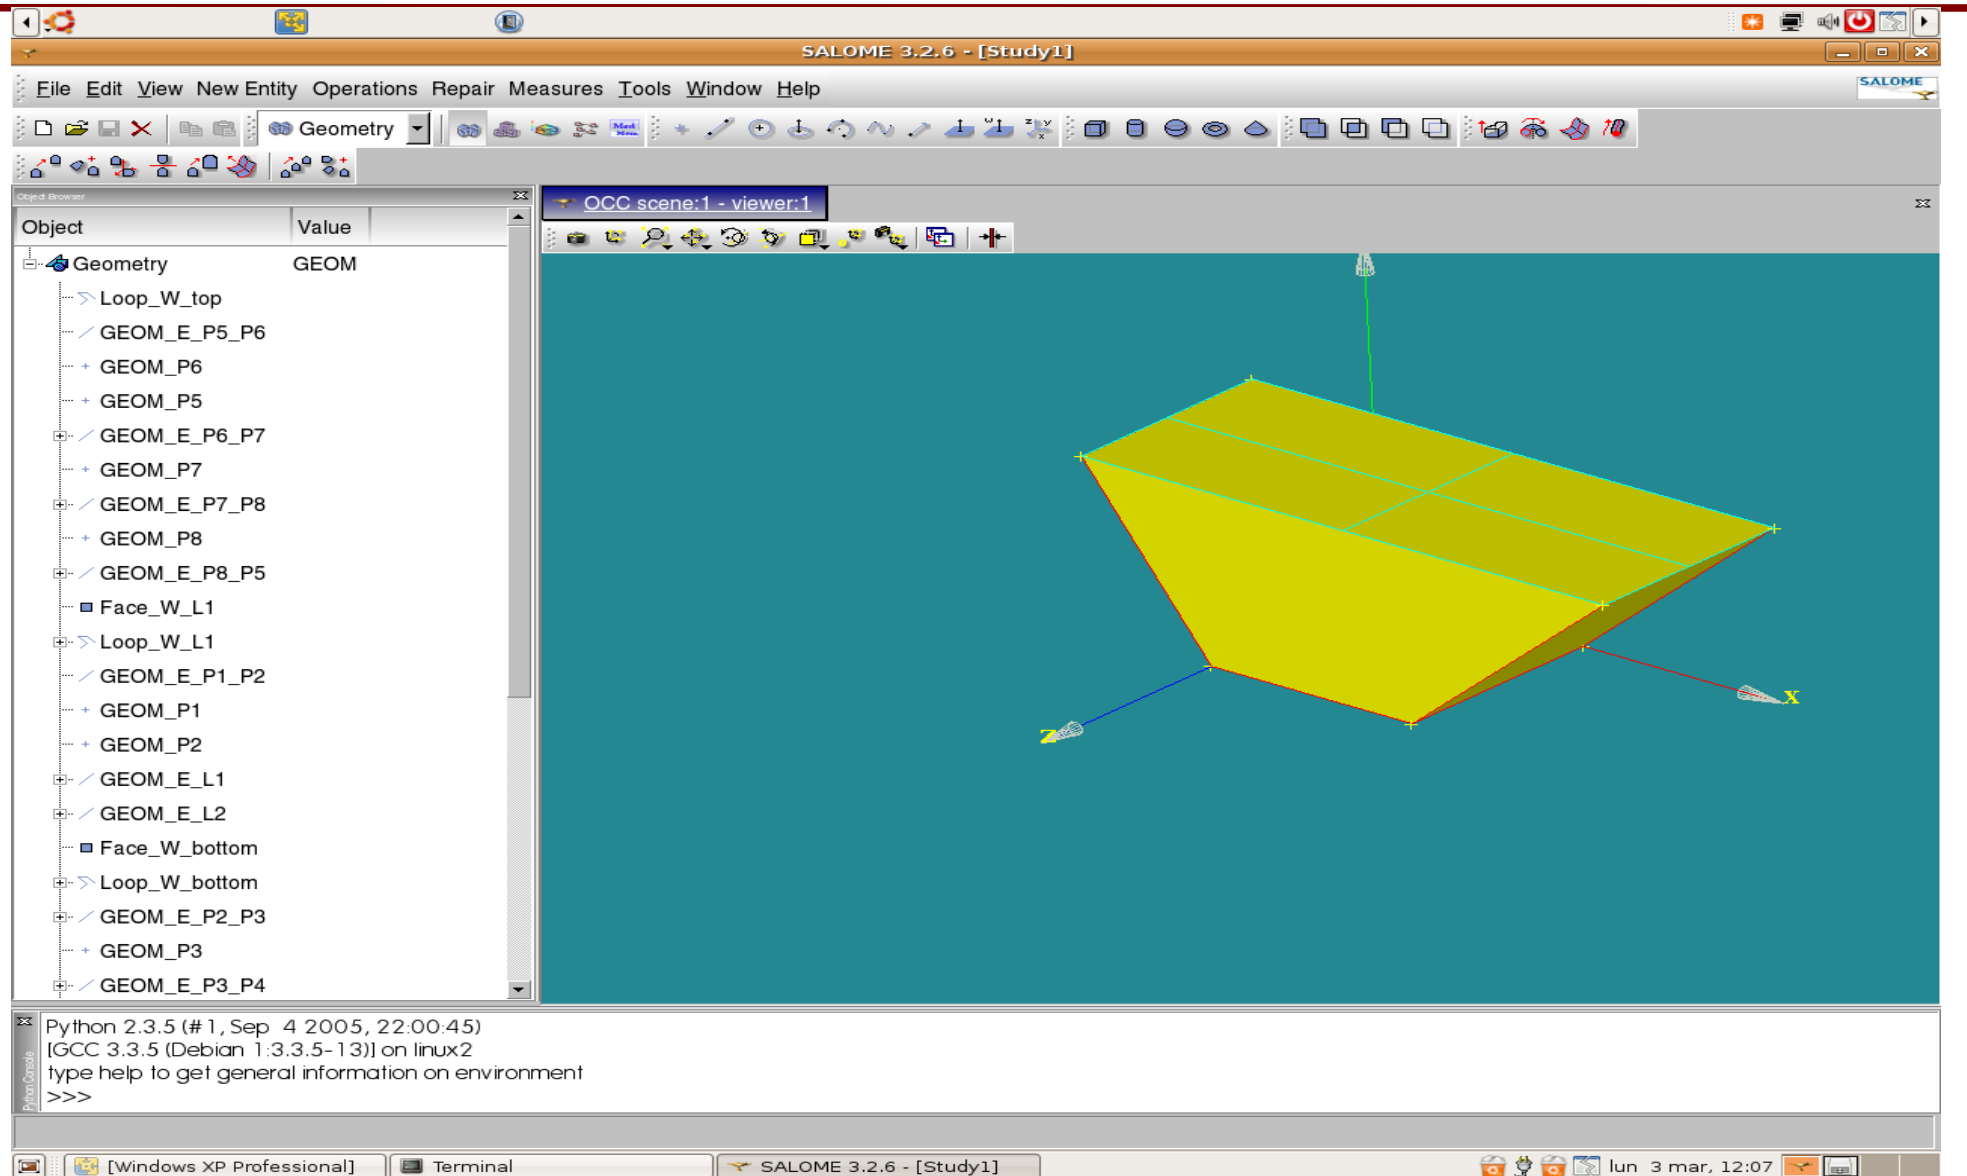 SALOME 3.2.6 - [Study1]
File Edit View New Entity Operations Repair Measures Tools Window Help
SALOME
Geometry
Object Browser
OCC scene:1 - viewer:1
Object Value
Geometry GEOM
Loop_W_top
GEOM_E_P5_P6
GEOM_P6
GEOM_P5
GEOM_E_P6_P7
GEOM_P7
GEOM_E_P7_P8
GEOM_P8
GEOM_E_P8_P5
Face_W_L1
Loop_W_L1
GEOM_E_P1_P2
GEOM_P1
GEOM_P2
GEOM_E_L1
GEOM_E_L2
Face_W_bottom
Loop_W_bottom
GEOM_E_P2_P3
GEOM_P3
GEOM_E_P3_P4
X
Z
Python Console
Python 2.3.5 (#1, Sep  4 2005, 22:00:45)
[GCC 3.3.5 (Debian 1:3.3.5-13)] on linux2
type help to get general information on environment
>>>
[Windows XP Professional] Terminal SALOME 3.2.6 - [Study1] lun 3 mar, 12:07